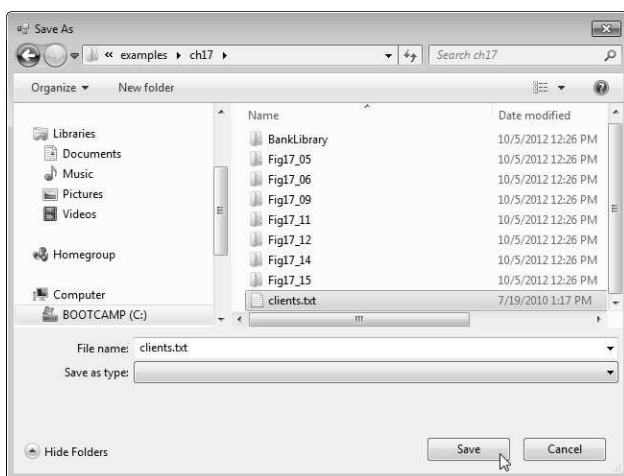 Save As
« examples ▸ ch17 ▸
Search ch17
Organize ▾ New folder
Name Date modified
Libraries
Documents
Music
Pictures
Videos
Homegroup
Computer
BOOTCAMP (C:)
BankLibrary 10/5/2012 12:26 PM
Fig17_05 10/5/2012 12:26 PM
Fig17_06 10/5/2012 12:26 PM
Fig17_09 10/5/2012 12:26 PM
Fig17_11 10/5/2012 12:26 PM
Fig17_12 10/5/2012 12:26 PM
Fig17_14 10/5/2012 12:26 PM
Fig17_15 10/5/2012 12:26 PM
clients.txt 7/19/2010 1:17 PM
File name: clients.txt
Save as type:
Hide Folders
Save Cancel